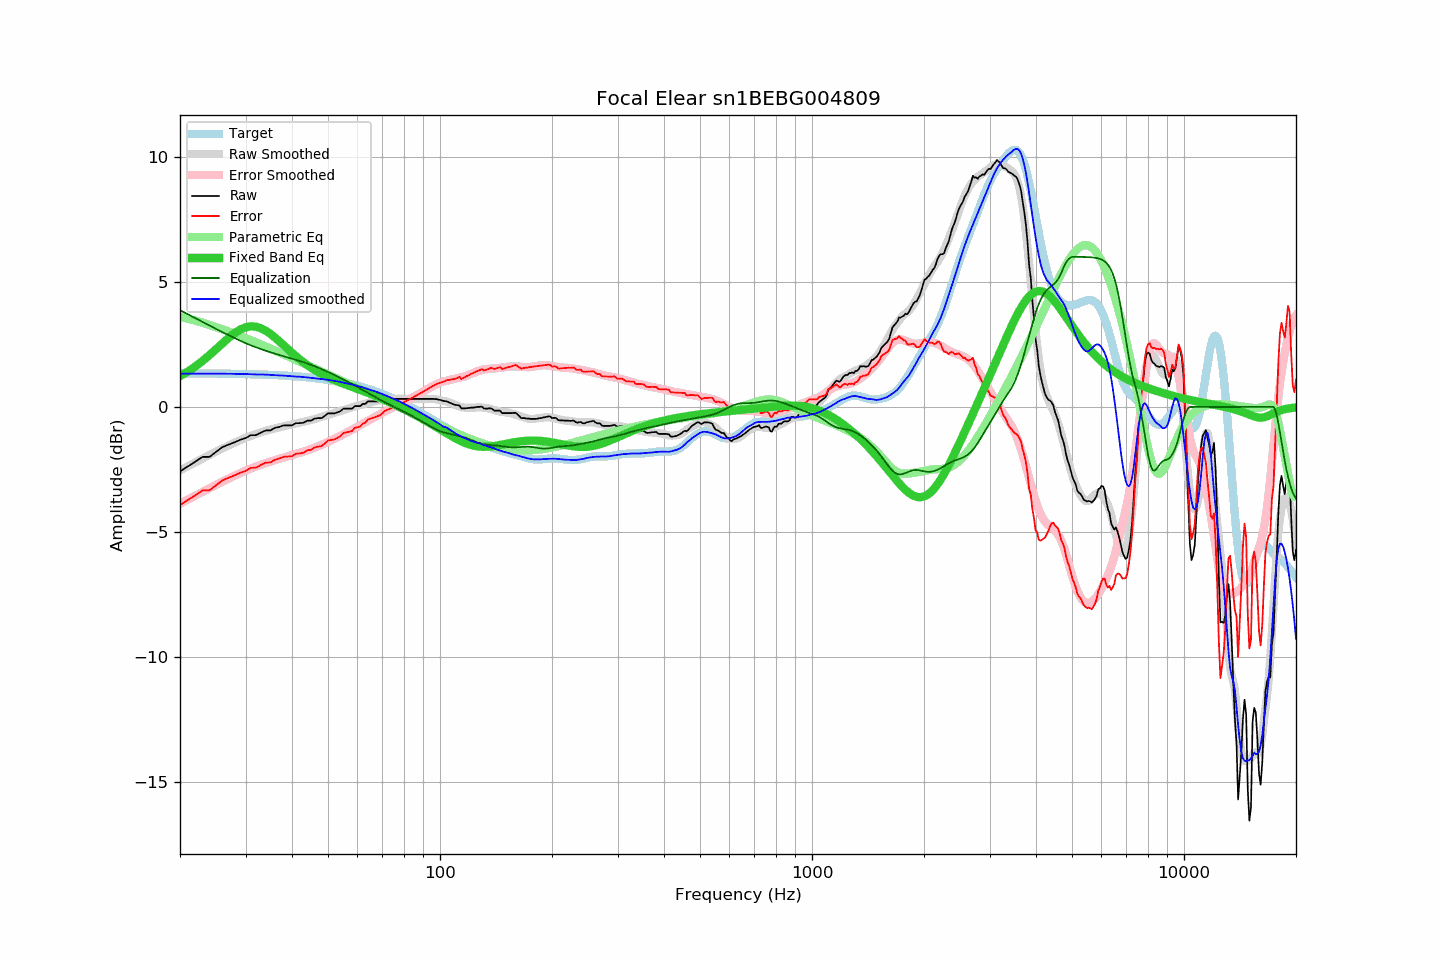 Focal Elear sn1BEBG004809
Target
Raw Smoothed
Error Smoothed
Raw
Error
Parametric Eq
Fixed Band Eq
Equalization
Equalized smoothed
10
5
0
−5
−10
−15
Amplitude (dBr)
100
1000
10000
Frequency (Hz)